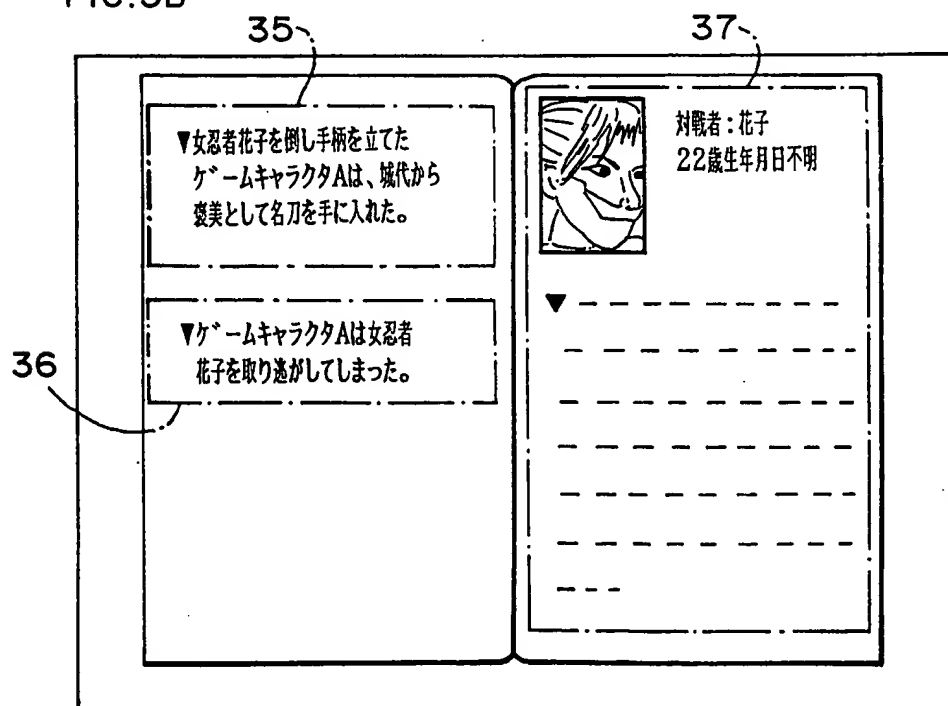 35
37
▼女忍者花子を倒し手柄を立てた
ゲームキャラクタAは、城代から
褒美として名刀を手に入れた。
対戦者:花子
22歳生年月日不明
36
▼ゲームキャラクタAは女忍者
花子を取り逃がしてしまった。
▼